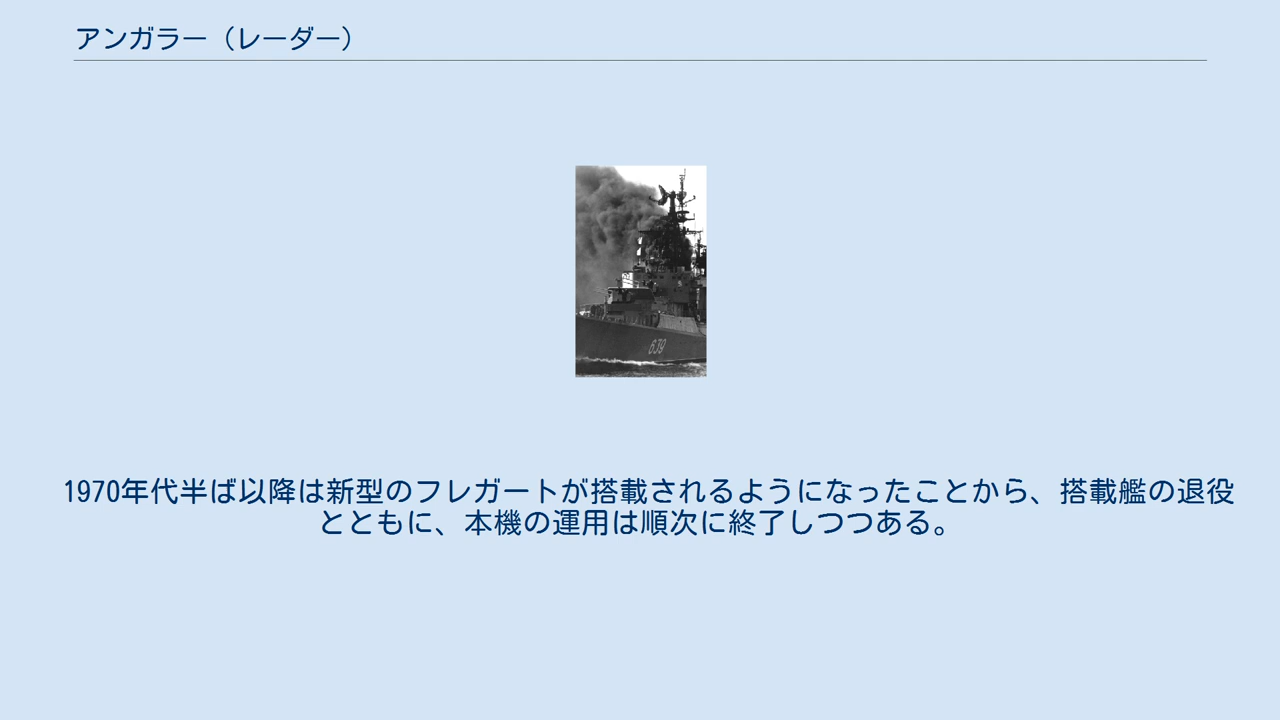 アンガラー（レーダー）
639
1970年代半ば以降は新型のフレガートが搭載されるようになったことから、搭載艦の退役
とともに、本機の運用は順次に終了しつつある。